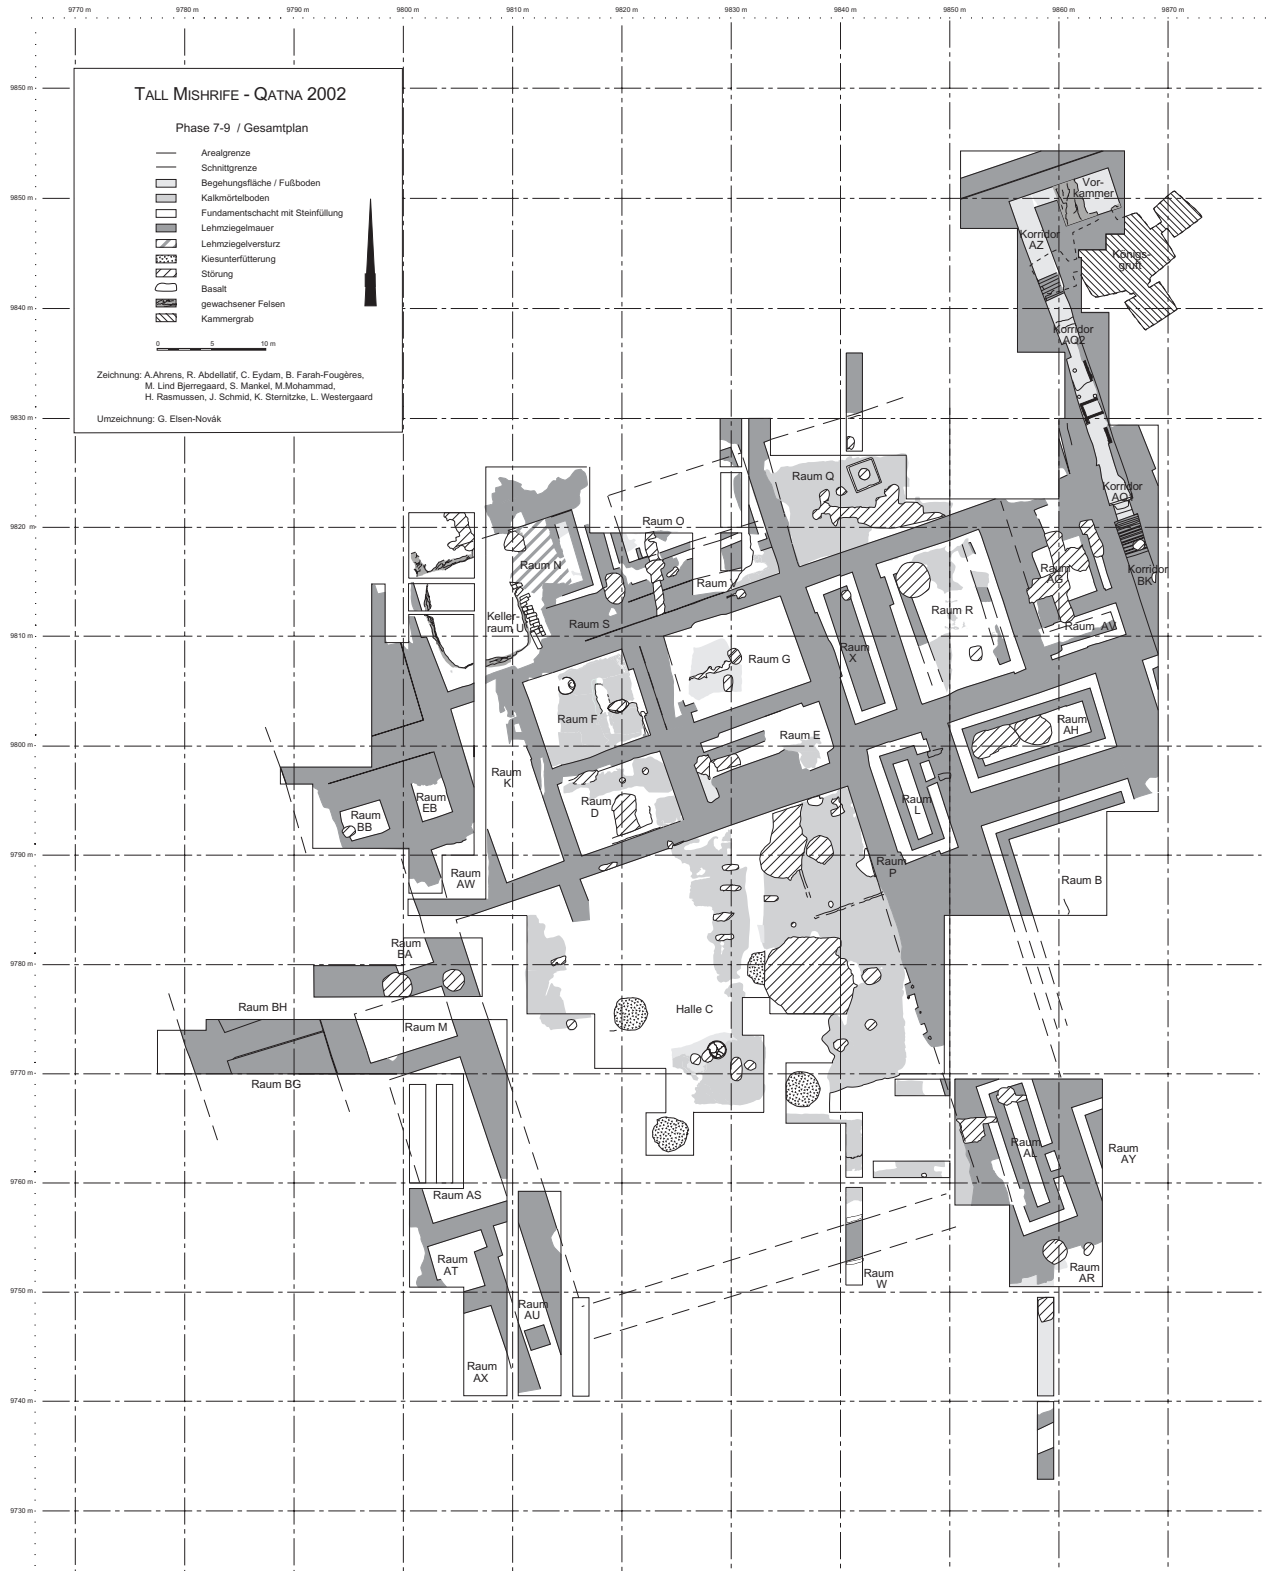 9770 m
9780 m
9790 m
9800 m
9810 m
9820 m
9830 m
9840 m
9850 m
9860 m
9870 m
9850 m
9850 m
9840 m
9830 m
9820 m
9810 m
9800 m
9790 m
9780 m
9770 m
9760 m
9750 m
9740 m
9730 m
TALL MISHRIFE - QATNA 2002
Phase 7-9 / Gesamtplan
Arealgrenze
Schnittgrenze
Begehungsfläche / Fußboden
Kalkmörtelboden
Fundamentschacht mit Steinfüllung
Lehmziegelmauer
Lehmziegelversturz
Kiesunterfütterung
Störung
Basalt
gewachsener Felsen
Kammergrab
0 5 10 m
Zeichnung: A.Ahrens, R. Abdellatif, C. Eydam, B. Farah-Fougères,
M. Lind Bjerregaard, S. Mankel, M.Mohammad,
H. Rasmussen, J. Schmid, K. Sternitzke, L. Westergaard
Umzeichnung: G. Elsen-Novák
Vor-
kammer
Korridor
AZ
Königs-
gruft
Korridor
AQ2
Raum Q
Korridor
Raum O
Raum N
Raum V
Raum
AG
Korridor
BK
Keller-
raum U
Raum S
Raum R
Raum AV
Raum G
Raum
X
Raum F
Raum E
Raum
AH
Raum
K
Raum
D
Raum
EB
Raum
BB
Raum
L
Raum
AW
Raum
P
Raum B
Raum
BA
Raum BH
Raum M
Halle C
Raum BG
Raum
AL
Raum
AY
Raum AS
Raum
AT
Raum
W
Raum
AR
Raum
AU
Raum
AX